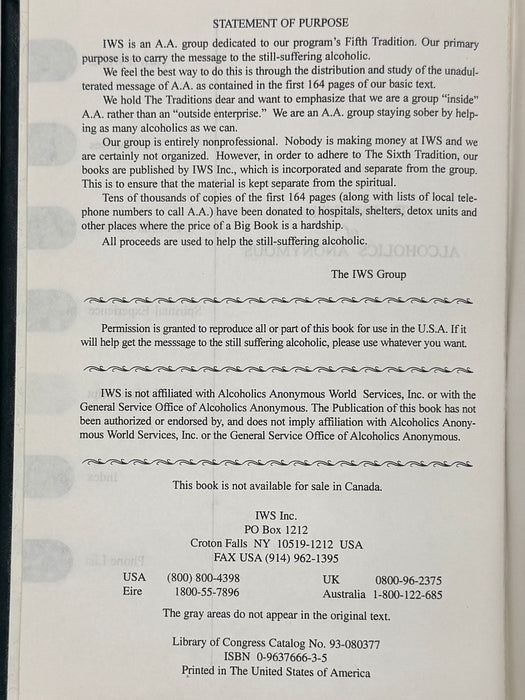 STATEMENT OF PURPOSE
IWS is an A.A. group dedicated to our program's Fifth Tradition. Our primary
purpose is to carry the message to the still-suffering alcoholic.
We feel the best way to do this is through the distribution and study of the unadul-
terated message of A.A. as contained in the first 164 pages of our basic text.
We hold The Traditions dear and want to emphasize that we are a group "inside"
A.A. rather than an "outside enterprise." We are an A.A. group staying sober by help-
ing as many alcoholics as we can.
Our group is entirely nonprofessional. Nobody is making money at IWS and we
are certainly not organized. However, in order to adhere to The Sixth Tradition, our
books are published by IWS Inc., which is incorporated and separate from the group.
This is to ensure that the material is kept separate from the spiritual.
Tens of thousands of copies of the first 164 pages (along with lists of local tele-
phone numbers to call A.A.) have been donated to hospitals, shelters, detox units and
other places where the price of a Big Book is a hardship.
All proceeds are used to help the still-suffering alcoholic.
The IWS Group
Permission is granted to reproduce all or part of this book for use in the U.S.A. If it
will help get the messsage to the still suffering alcoholic, please use whatever you want.
IWS is not affiliated with Alcoholics Anonymous World Services, Inc. or with the
General Service Office of Alcoholics Anonymous. The Publication of this book has not
been authorized or endorsed by, and does not imply affiliation with Alcoholics Anony-
mous World Services, Inc. or the General Service Office of Alcoholics Anonymous.
This book is not available for sale in Canada.
IWS Inc.
PO Box 1212
Croton Falls NY 10519-1212 USA
FAX USA (914) 962-1395
USA (800) 800-4398 UK 0800-96-2375
Eire 1800-55-7896 Australia 1-800-122-685
The gray areas do not appear in the original text.
Library of Congress Catalog No. 93-080377
ISBN 0-9637666-3-5
Printed in The United States of America